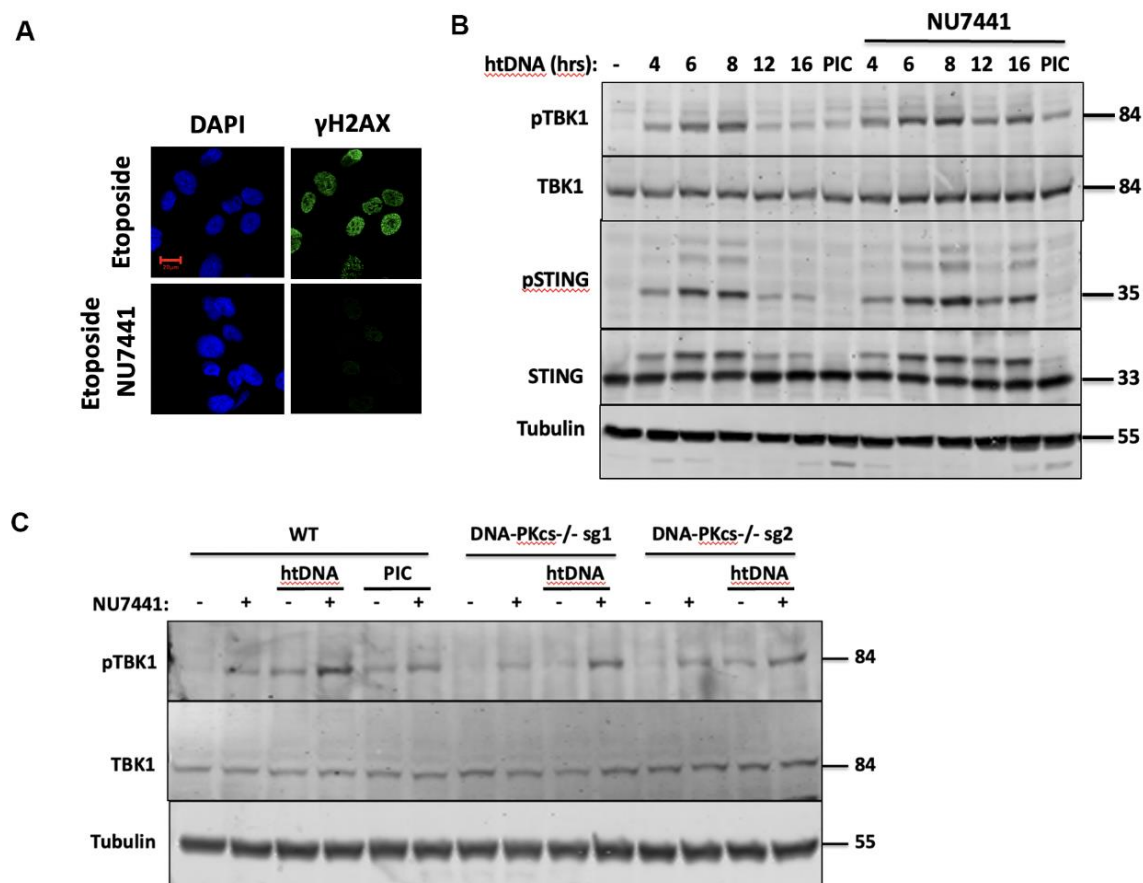 A
DAPI γH2AX
Etoposide
Etoposide
NU7441
B
NU7441
htDNA (hrs): - 4 6 8 12 16 PIC 4 6 8 12 16 PIC
pTBK1 84
TBK1 84
pSTING 35
STING 33
Tubulin 55
C
WT DNA-PKcs-/- sg1 DNA-PKcs-/- sg2
htDNA PIC htDNA htDNA
NU7441: - + - + - + - + - + - + - +
pTBK1 84
TBK1 84
Tubulin 55